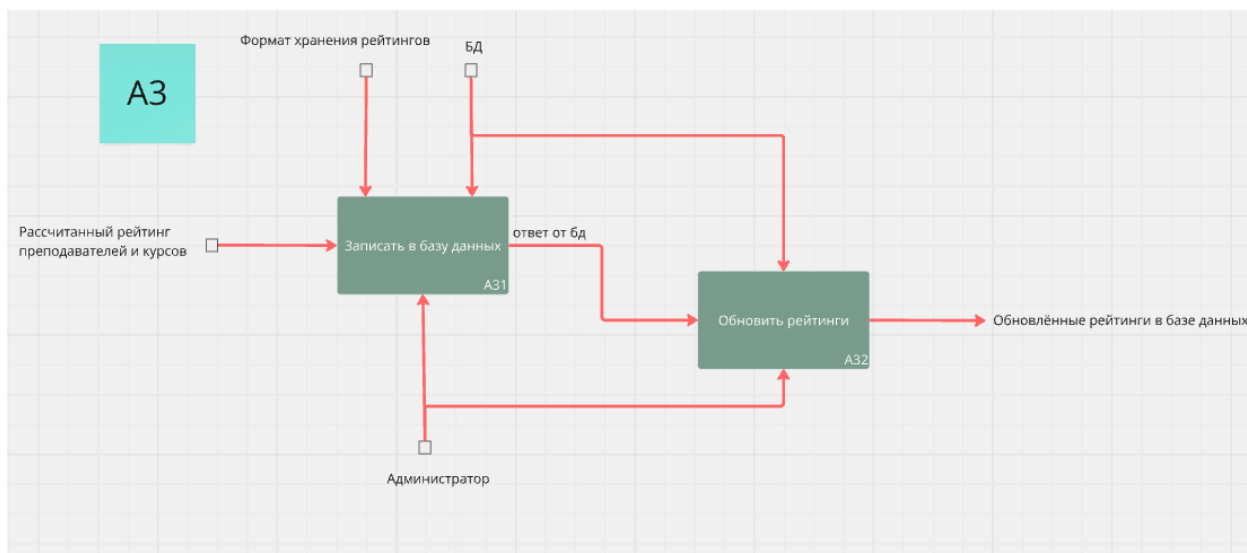 Формат хранения рейтингов
БД
A3
Рассчитанный рейтинг
преподавателей и курсов
Записать в базу данных
A31
ответ от бд
Обновить рейтинги
A32
Обновлённые рейтинги в базе данных
Администратор